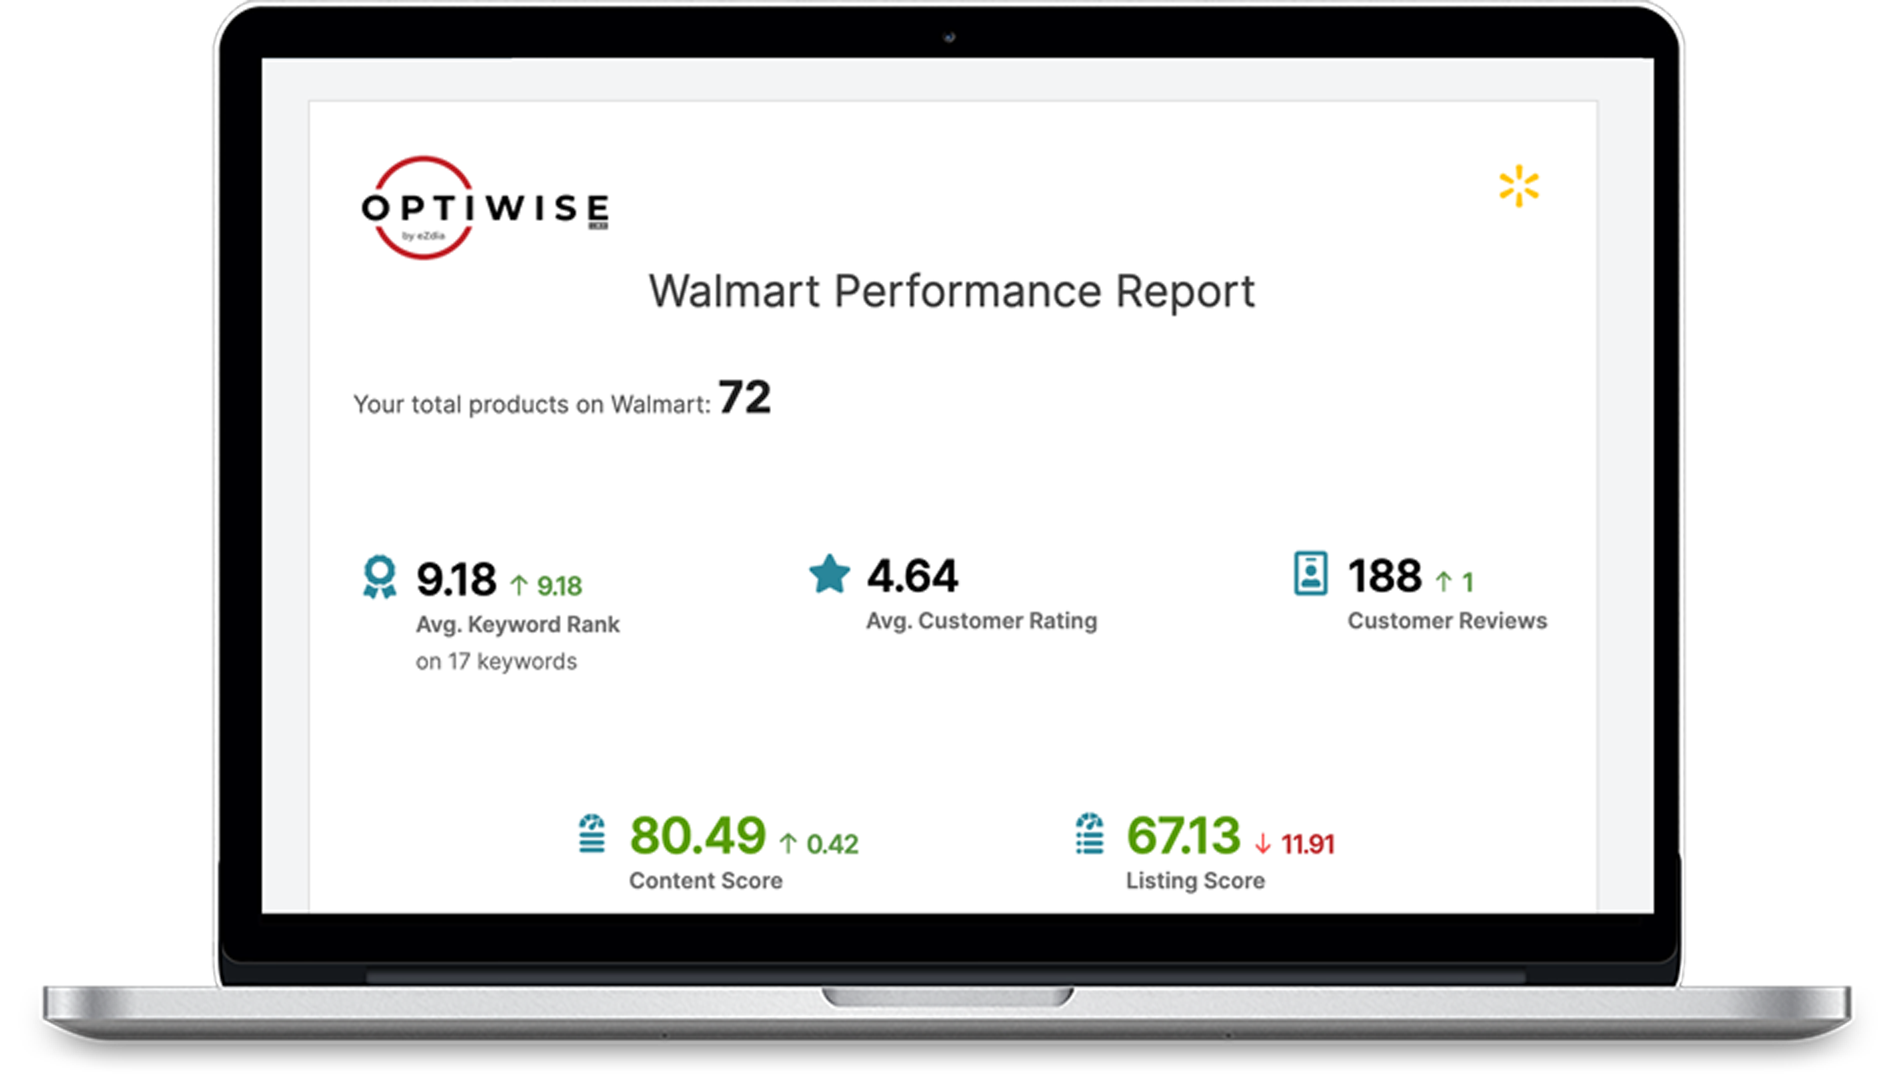 OPTIWISE
by eZdia
Walmart Performance Report
Your total products on Walmart: 72
9.18 ↑ 9.18
Avg. Keyword Rank
on 17 keywords
4.64
Avg. Customer Rating
188 ↑ 1
Customer Reviews
80.49 ↑ 0.42
Content Score
67.13 ↓ 11.91
Listing Score